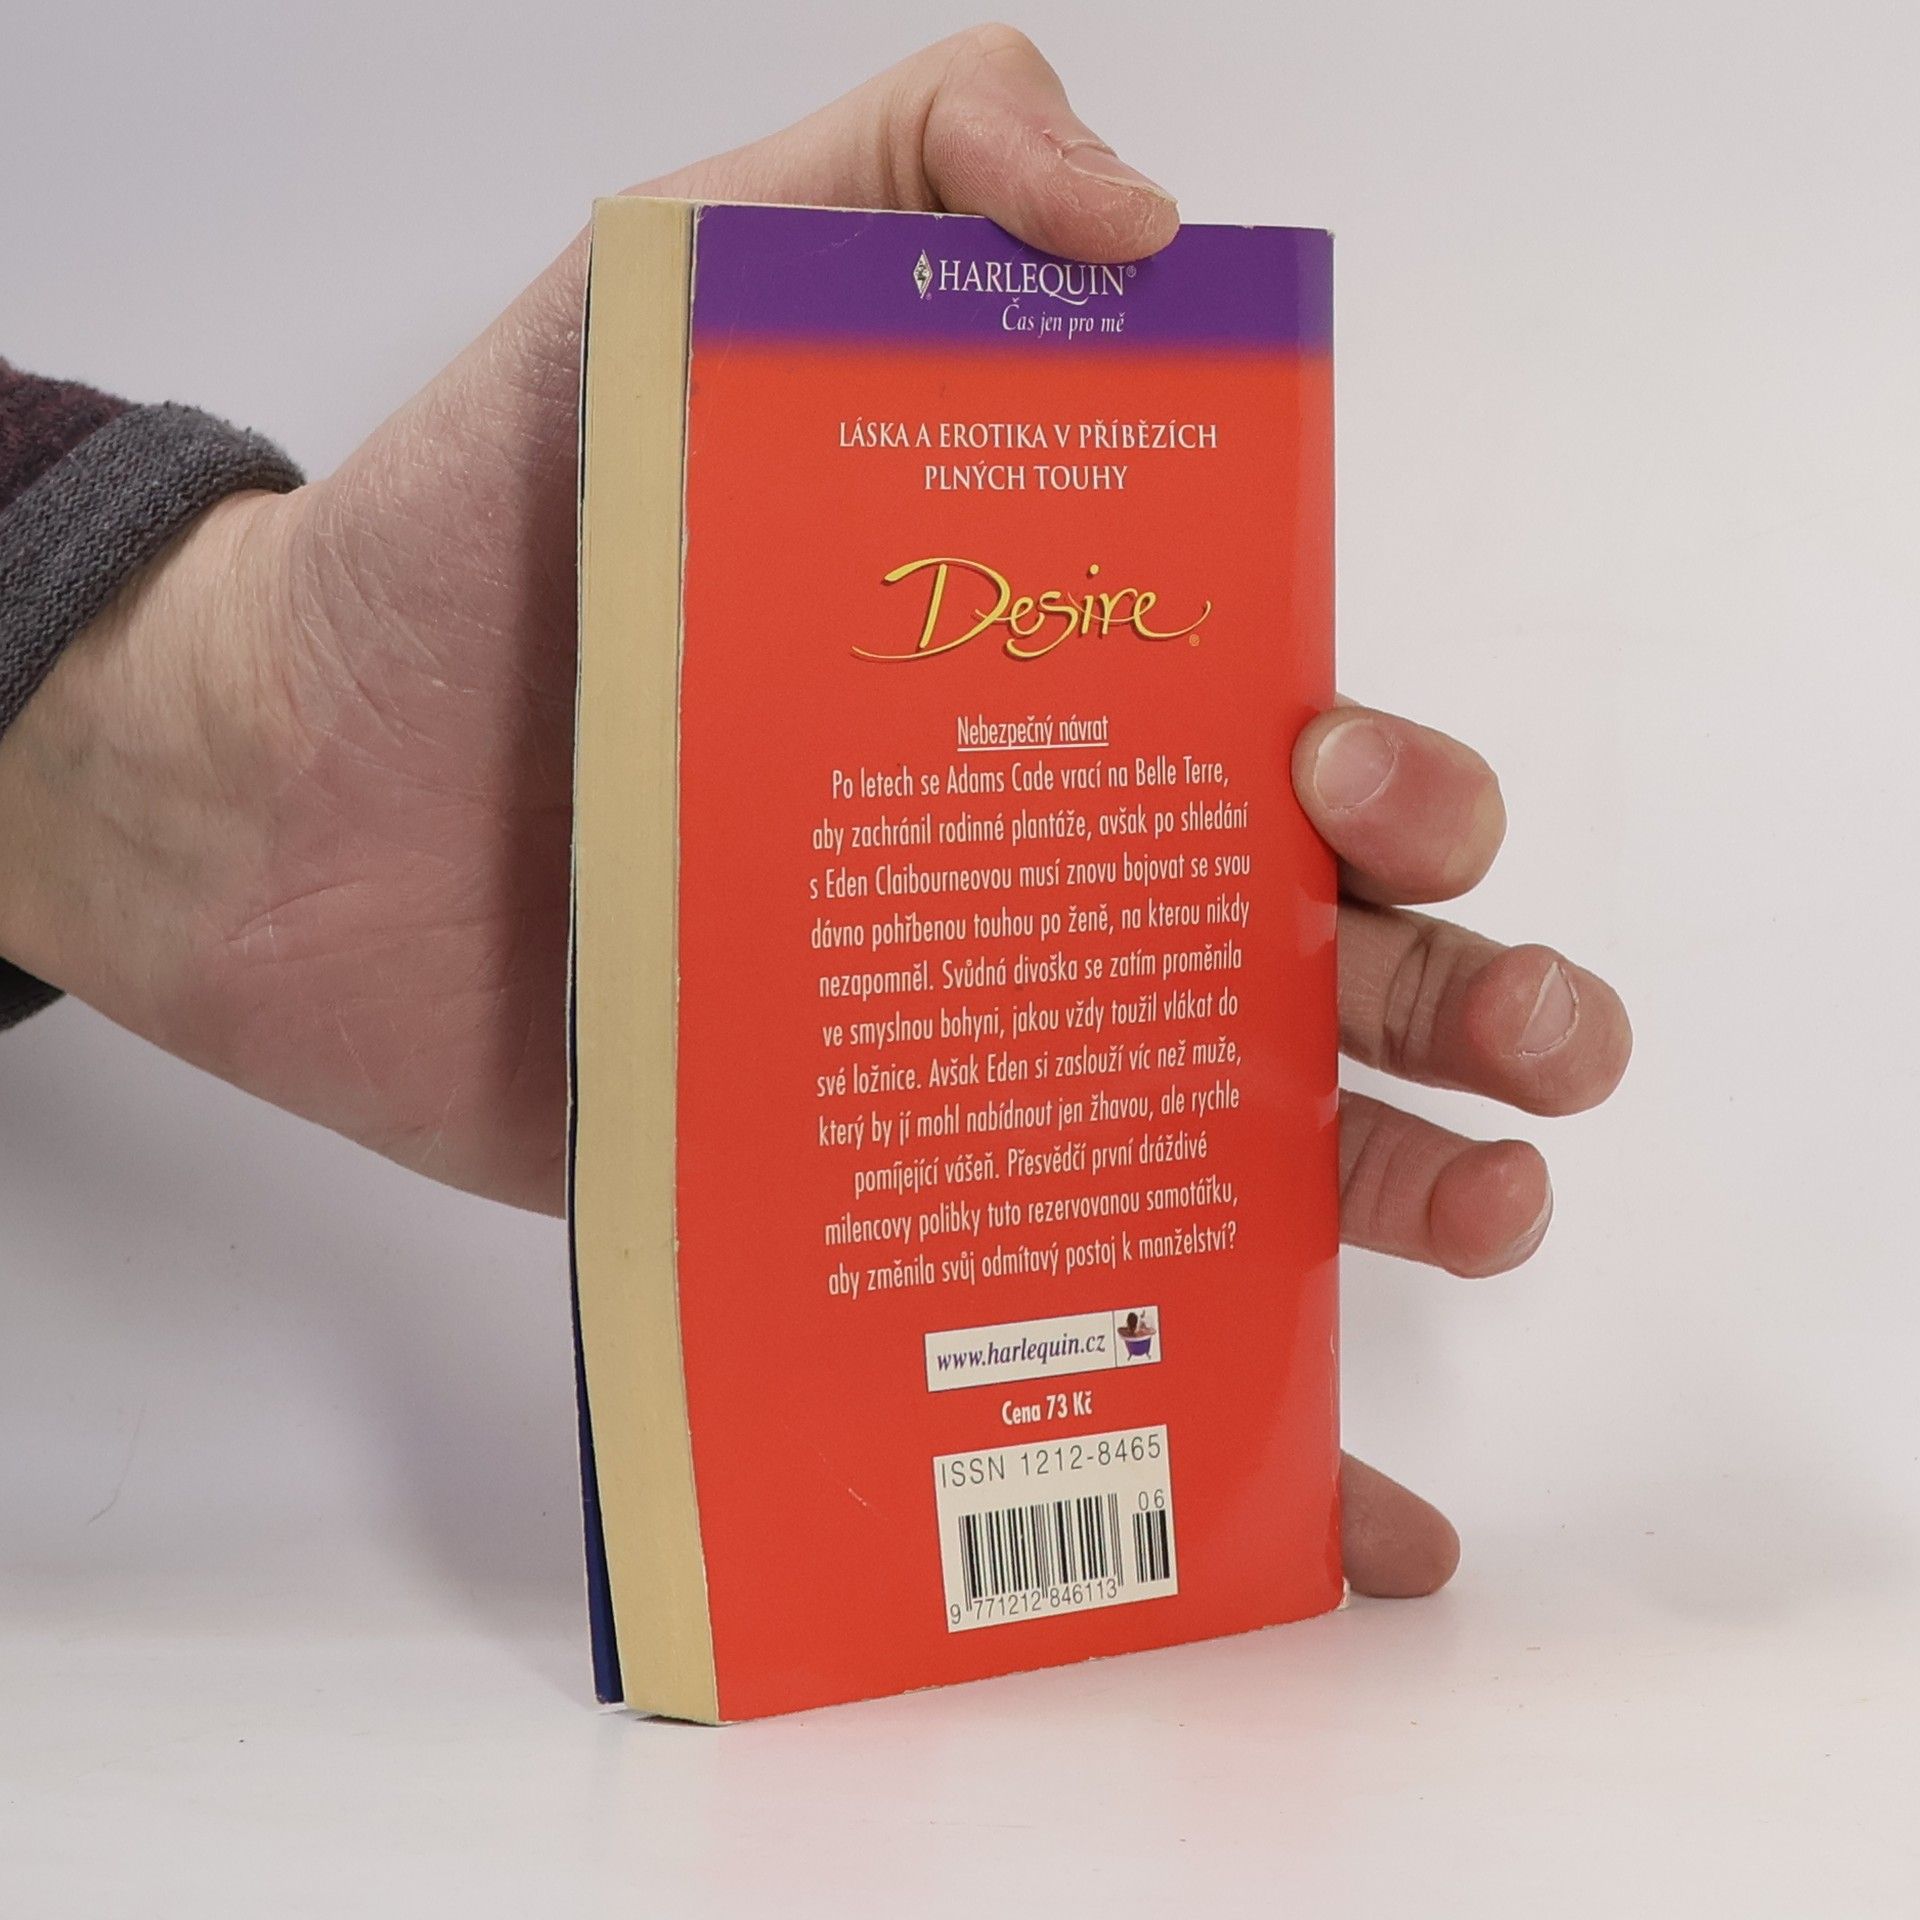 HARLEQUIN®
Čas jen pro mě
LÁSKA A EROTIKA V PŘÍBĚZÍCH
PLNÝCH TOUHY
Desire®
Nebezpečný návrat
Po letech se Adams Cade vrací na Belle Terre,
aby zachránil rodinné plantáže, avšak po shledání
s Eden Claibourneovou musí znovu bojovat se svou
dávno pohřbenou touhou po ženě, na kterou nikdy
nezapomněl. Svůdná divoška se zatím proměnila
ve smyslnou bohyni, jakou vždy toužil vlákat do
své ložnice. Avšak Eden si zaslouží víc než muže,
který by jí mohl nabídnout jen žhavou, ale rychle
pomíjející vášeň. Přesvědčí první dráždivé
milencovy polibky tuto rezervovanou samotářku,
aby změnila svůj odmítavý postoj k manželství?
www.harlequin.cz
Cena 73 Kč
ISSN 1212-8465
06
9 771212 846113